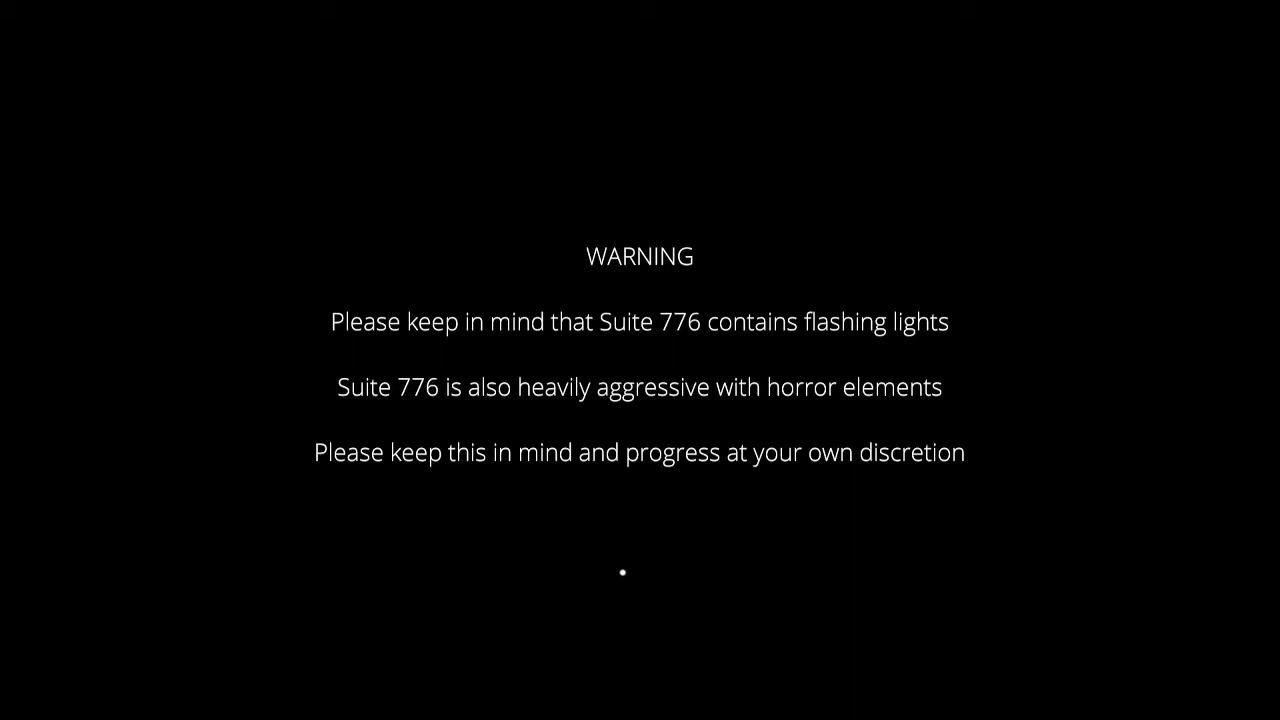 WARNING
Please keep in mind that Suite 776 contains flashing lights
Suite 776 is also heavily aggressive with horror elements
Please keep this in mind and progress at your own discretion